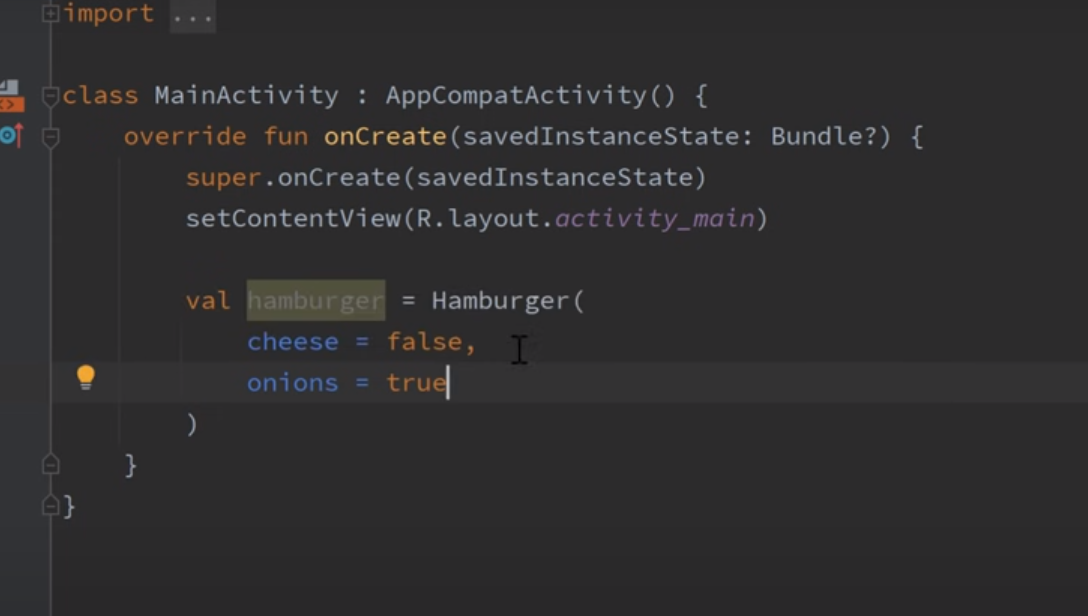 import ...
class MainActivity : AppCompatActivity() {
override fun onCreate(savedInstanceState: Bundle?) {
super.onCreate(savedInstanceState)
setContentView(R.layout.activity_main)
val hamburger = Hamburger(
cheese = false,
onions = true
)
}
}